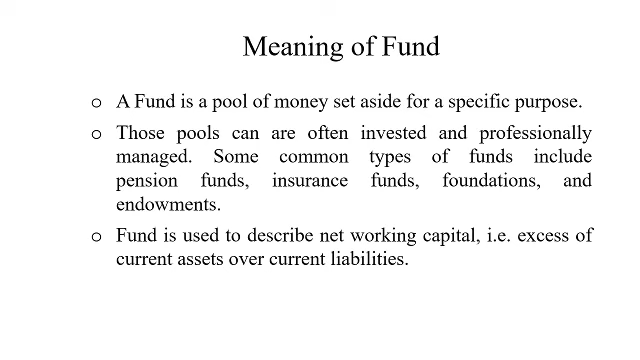 Meaning of Fund
o A Fund is a pool of money set aside for a specific purpose.
o Those pools can are often invested and professionally
managed. Some common types of funds include
pension funds, insurance funds, foundations, and
endowments.
o Fund is used to describe net working capital, i.e. excess of
current assets over current liabilities.